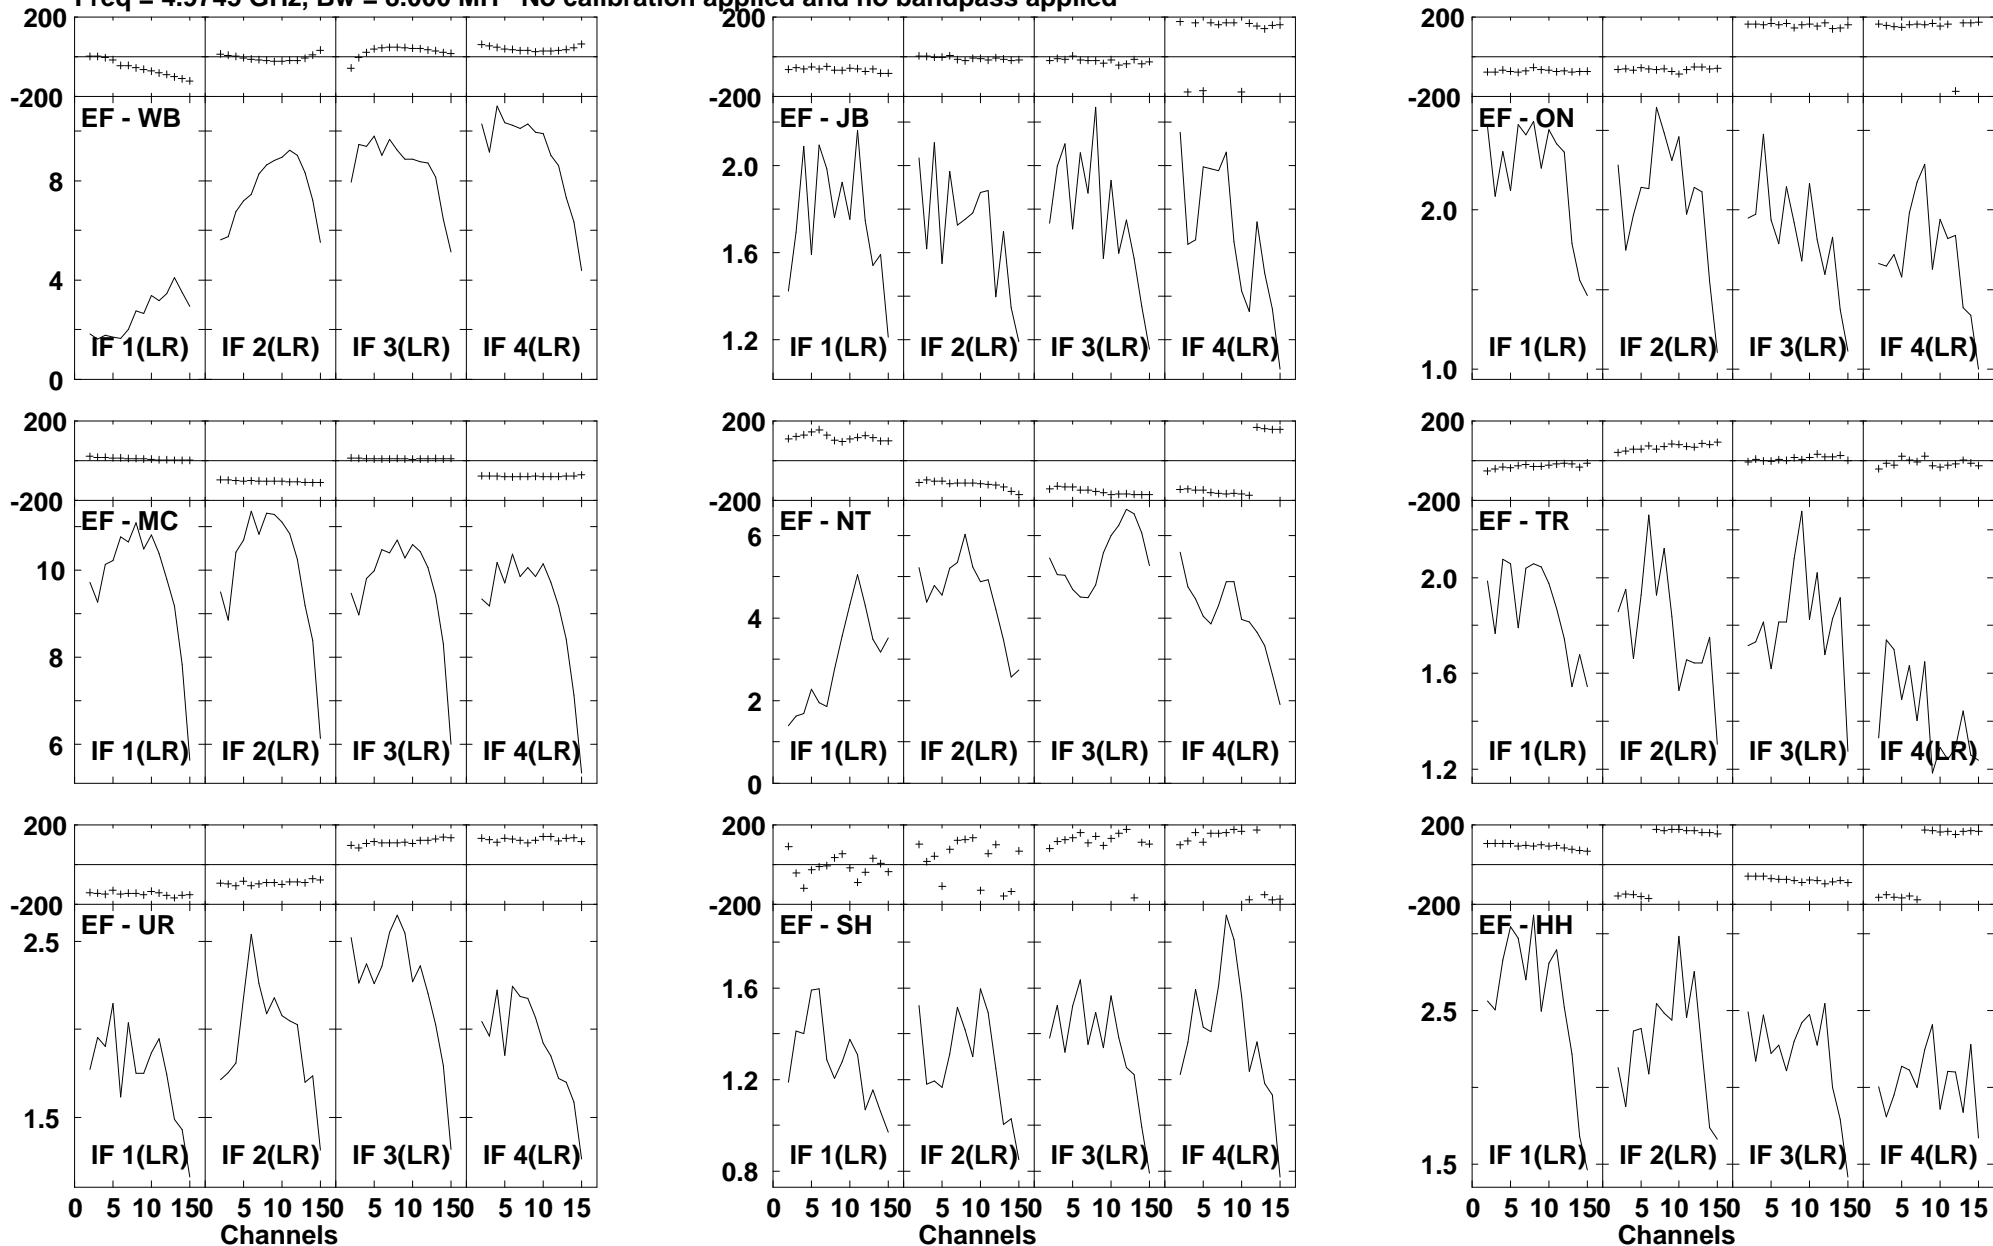 Freq = 4.9745 GHz, Bw = 8.000 MH No calibration applied and no bandpass applied
200 200 200
-200 -200 -200
EF - WB EF - JB EF - ON
8 2.0 2.0
4 1.6
0 1.2 1.0
IF 1(LR) IF 2(LR) IF 3(LR) IF 4(LR) IF 1(LR) IF 2(LR) IF 3(LR) IF 4(LR) IF 1(LR) IF 2(LR) IF 3(LR) IF 4(LR)
200 200 200
-200 -200 -200
EF - MC EF - NT EF - TR
10 6 2.0
8 4 1.6
6 2 1.2
0
IF 1(LR) IF 2(LR) IF 3(LR) IF 4(LR) IF 1(LR) IF 2(LR) IF 3(LR) IF 4(LR) IF 1(LR) IF 2(LR) IF 3(LR) IF 4(LR)
200 200 200
-200 -200 -200
EF - UR EF - SH EF - HH
2.5 1.6 2.5
1.5 1.2 1.5
0.8
IF 1(LR) IF 2(LR) IF 3(LR) IF 4(LR) IF 1(LR) IF 2(LR) IF 3(LR) IF 4(LR) IF 1(LR) IF 2(LR) IF 3(LR) IF 4(LR)
0 5 10 150 5 10 150 5 10 150 5 10 15 0 5 10 150 5 10 150 5 10 150 5 10 15 0 5 10 150 5 10 150 5 10 150 5 10 15
Channels Channels Channels